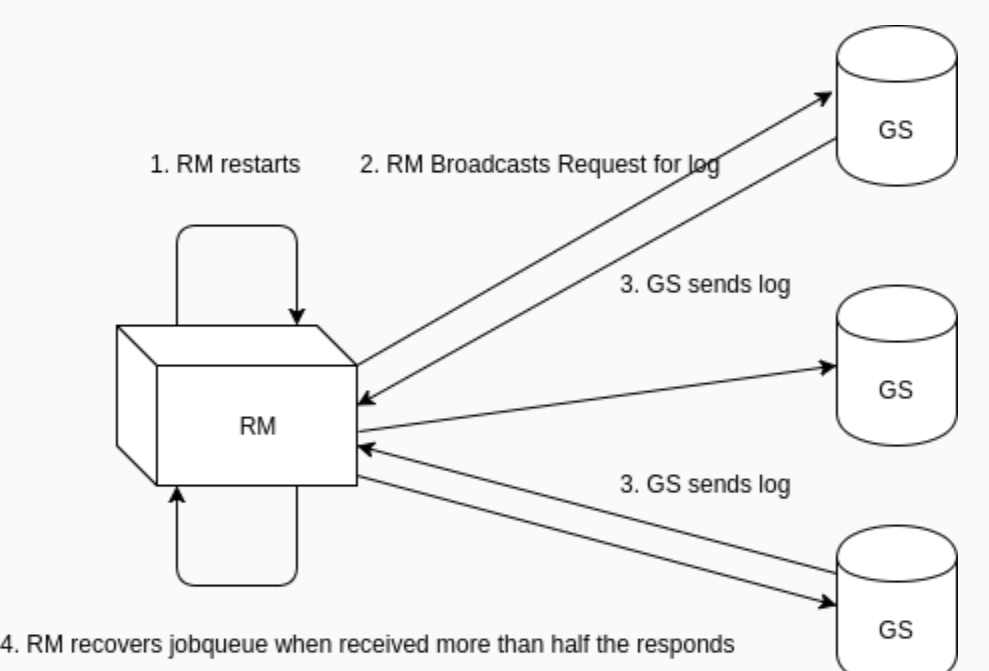 GS
1. RM restarts
2. RM Broadcasts Request for log
3. GS sends log
GS
RM
3. GS sends log
GS
4. RM recovers jobqueue when received more than half the responds